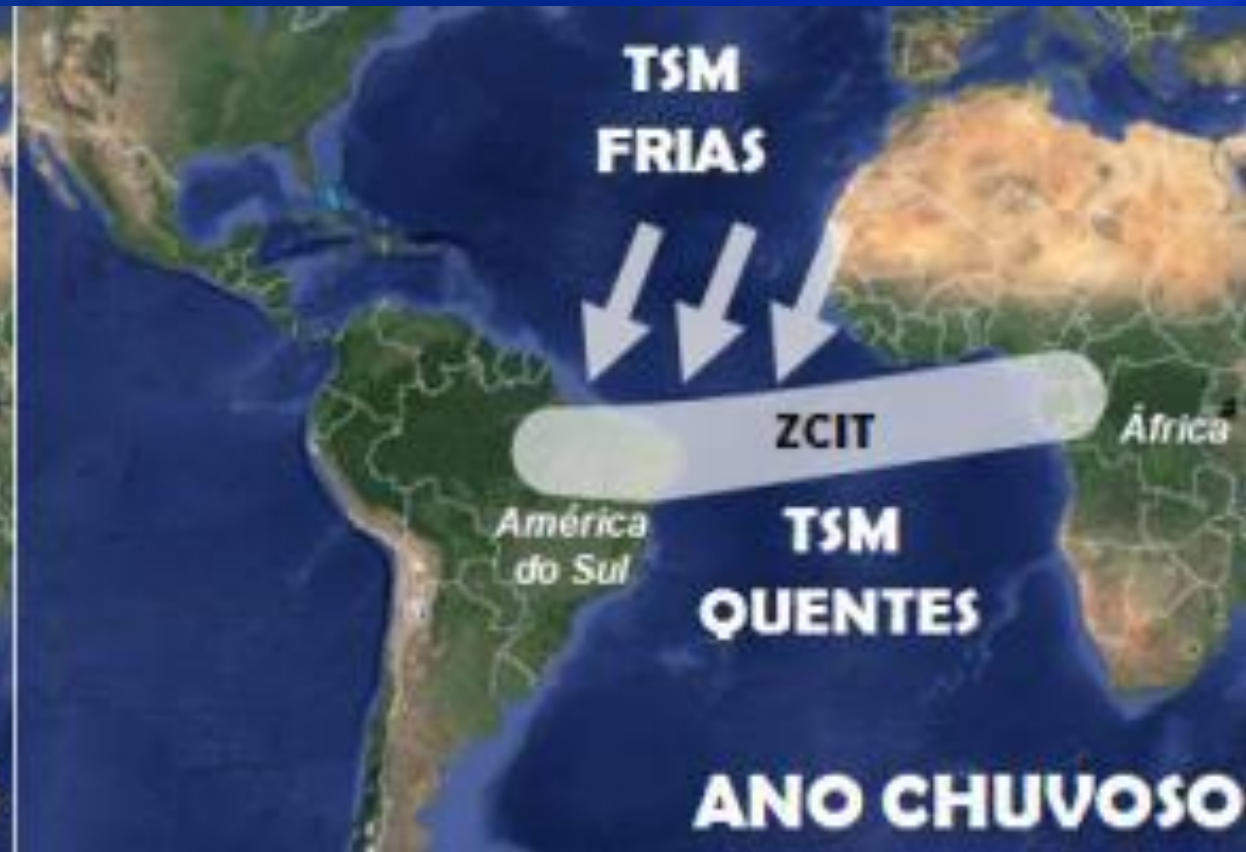 TSM
FRIAS
ZCIT
África
América
do Sul
TSM
QUENTES
ANO CHUVOSO